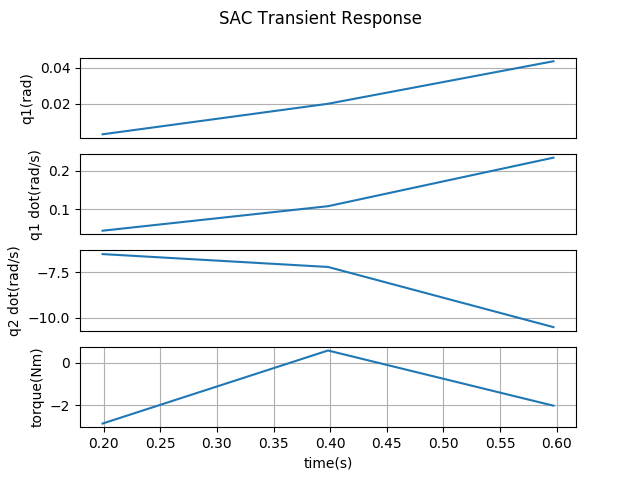 SAC Transient Response
0.04
0.02
q1(rad)
0.2
0.1
q1 dot(rad/s)
−7.5
−10.0
q2 dot(rad/s)
0
−2
torque(Nm)
0.20 0.25 0.30 0.35 0.40 0.45 0.50 0.55 0.60
time(s)